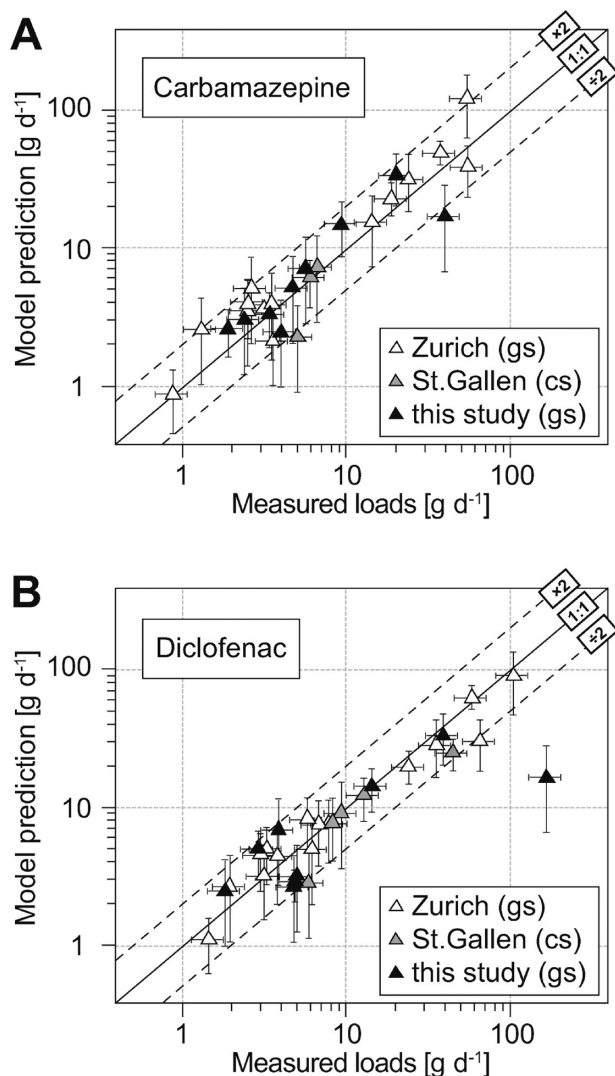 A
Carbamazepine
×2
1:1
÷2
Model prediction [g d⁻¹]
100
10
1
Zurich (gs)
St.Gallen (cs)
this study (gs)
1
10
100
Measured loads [g d⁻¹]
B
Diclofenac
×2
1:1
÷2
Model prediction [g d⁻¹]
100
10
1
Zurich (gs)
St.Gallen (cs)
this study (gs)
1
10
100
Measured loads [g d⁻¹]